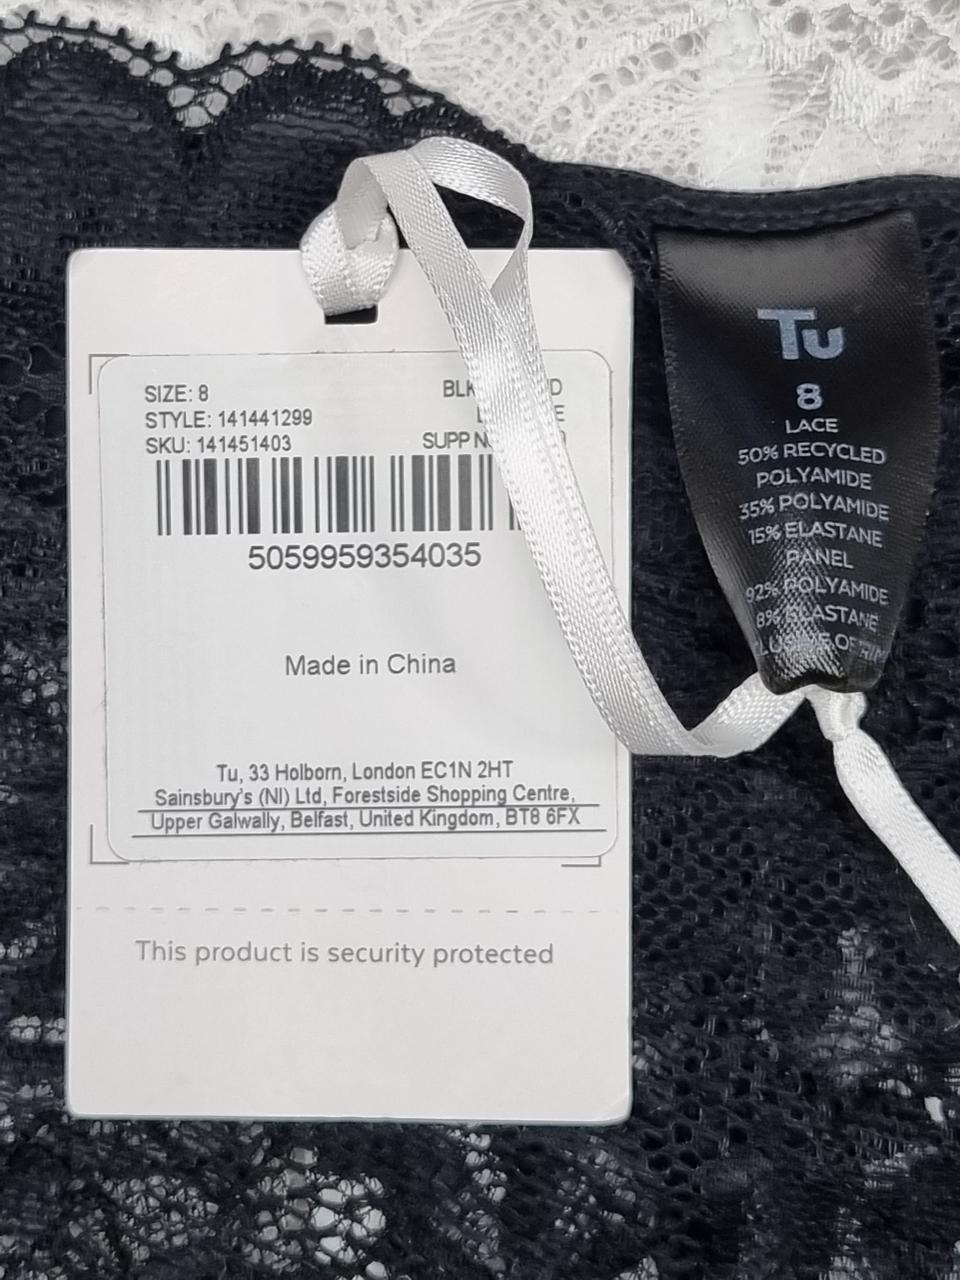 SIZE: 8
STYLE: 141441299
SKU: 141451403
SUPP
5059959354035
Made in China
Tu, 33 Holborn, London EC1N 2HT
Sainsbury's (NI) Ltd, Forestside Shopping Centre,
Upper Galwally, Belfast, United Kingdom, BT8 6FX
This product is security protected
Tu
8
LACE
50% RECYCLED
POLYAMIDE
35% POLYAMIDE
15% ELASTANE
PANEL
92% POLYAMIDE
8% ELASTANE
OF